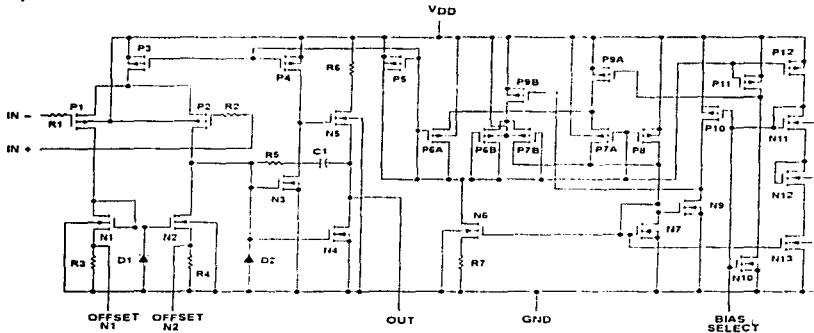 VDD
P3
P4
R6
P5
P9B
P9A
P12
P11
IN –
R1
P1
P2
R2
N5
P10
N11
IN +
P6A
P6B
P7B
P7A
P8
R5
C1
N3
N12
N9
N1
N2
N4
N6
N7
N13
R3
D1
R4
D2
R7
N10
OFFSET
N1
OFFSET
N2
OUT
GND
BIAS
SELECT